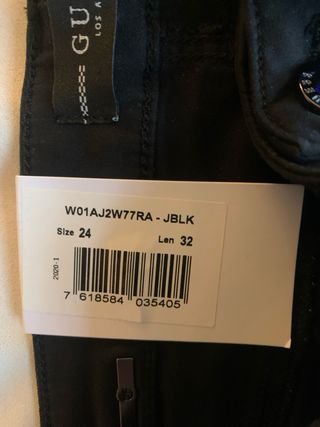 GU
LOS A
W01AJ2W77RA - JBLK
Size 24 Len 32
2020-1
7 618584 035405